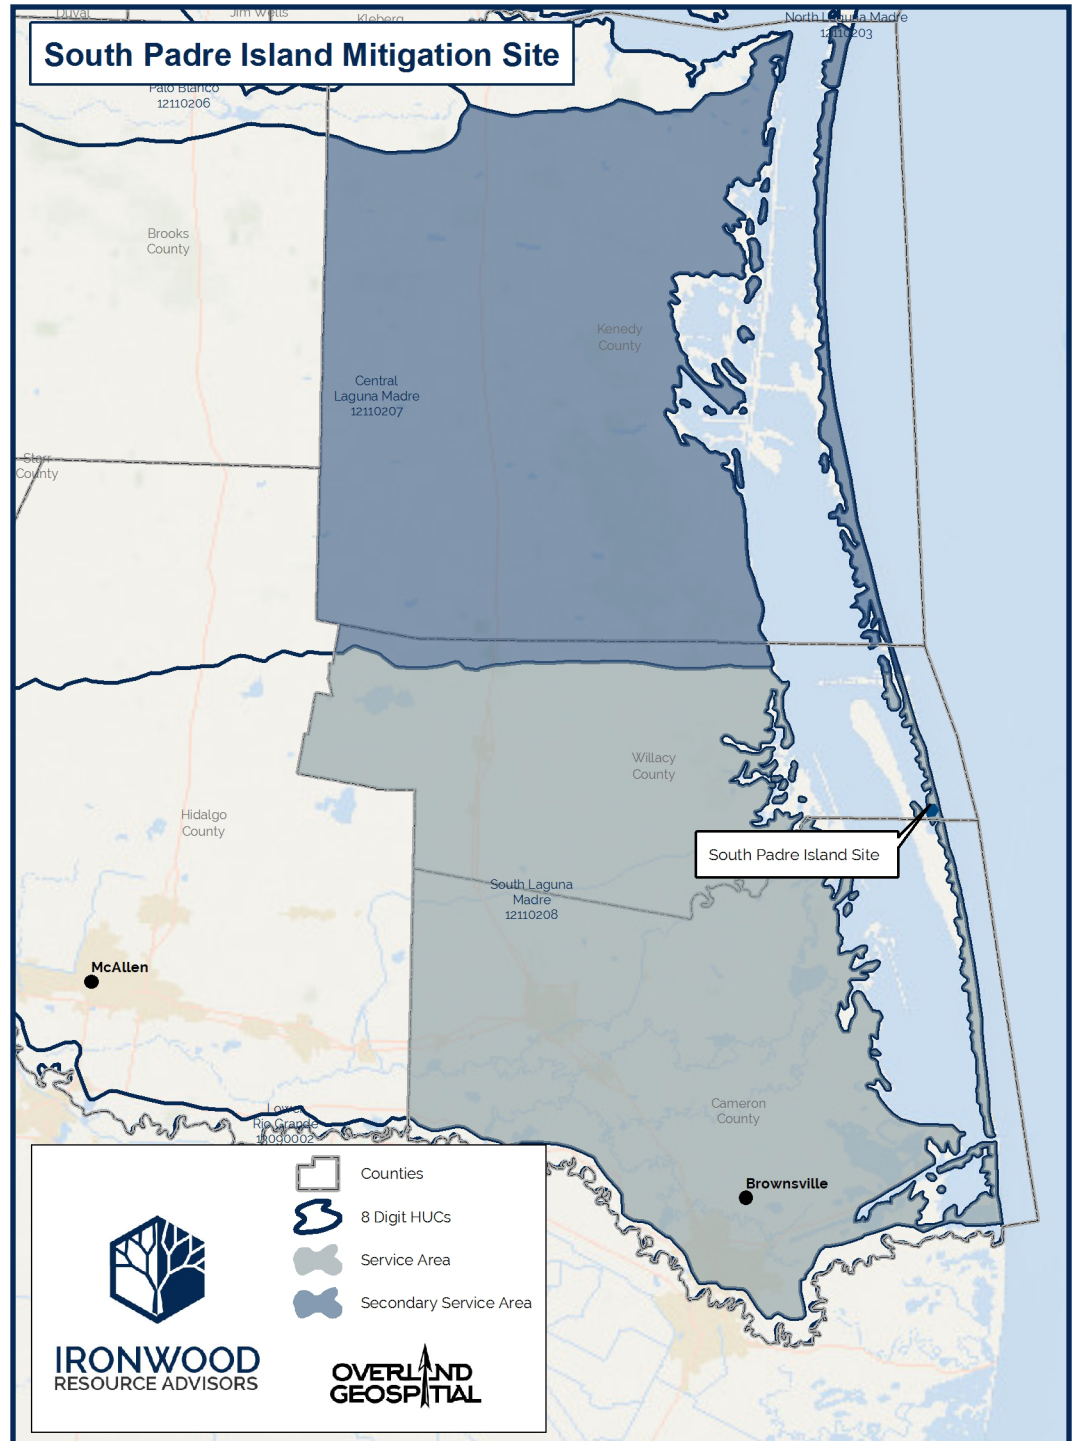 Duval
Jim Wells
Kleberg
North Laguna Madre
12110203
South Padre Island Mitigation Site
Palo Blanco
12110206
Brooks
County
Kenedy
County
Central
Laguna Madre
12110207
Starr
County
Willacy
County
Hidalgo
County
South Padre Island Site
South Laguna
Madre
12110208
McAllen
Cameron
County
Lower
Rio Grande
13090002
Brownsville
Counties
8 Digit HUCs
Service Area
Secondary Service Area
IRONWOOD
RESOURCE ADVISORS
OVERLAND
GEOSPATIAL